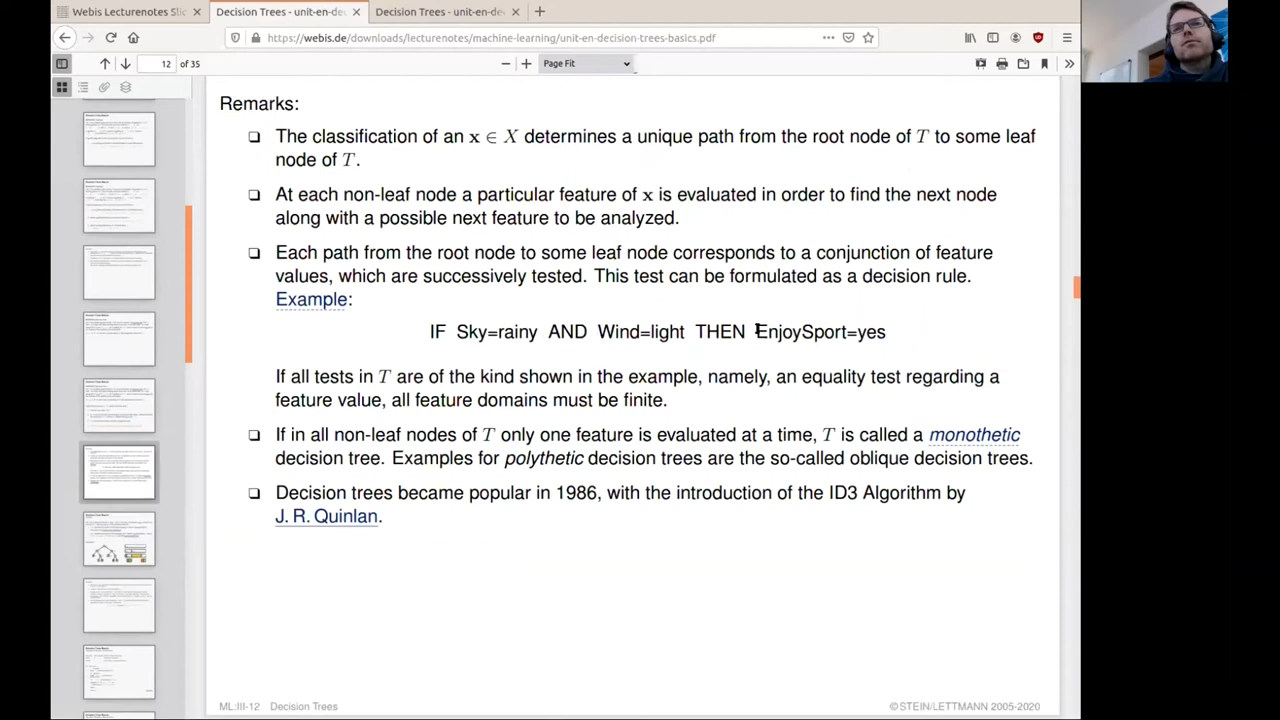 Webis Lecturenotes Sli
Decision Trees - unit-en-de
Decision Trees - unit-en-de
https://webis.de/downloads/lecturenotes/
rning/unit-en-decision-trees-basics.pdf
12 of 35
Page Fit
Remarks:
❑ The classification of an x ∈ X determines a unique path from the root node of T to some leaf
node of T.
❑ At each non-leaf node a particular feature of x is evaluated in order to find the next node
along with a possible next feature to be analyzed.
❑ Each path from the root node to some leaf node corresponds to a conjunction of feature
values, which are successively tested. This test can be formulated as a decision rule.
Example:
IF Sky=rainy AND Wind=light THEN EnjoySport=yes
If all tests in T are of the kind shown in the example, namely, an equality test regarding a
feature value, all feature domains must be finite.
❑ If in all non-leaf nodes of T only one feature is evaluated at a time, T is called a monothetic
decision tree. Examples for polythetic decision trees are the so-called oblique decision trees.
❑ Decision trees became popular in 1986, with the introduction of the ID3 Algorithm by
J. R. Quinlan.
ML:III-12 Decision Trees
© STEIN/LETTMANN 2005-2020